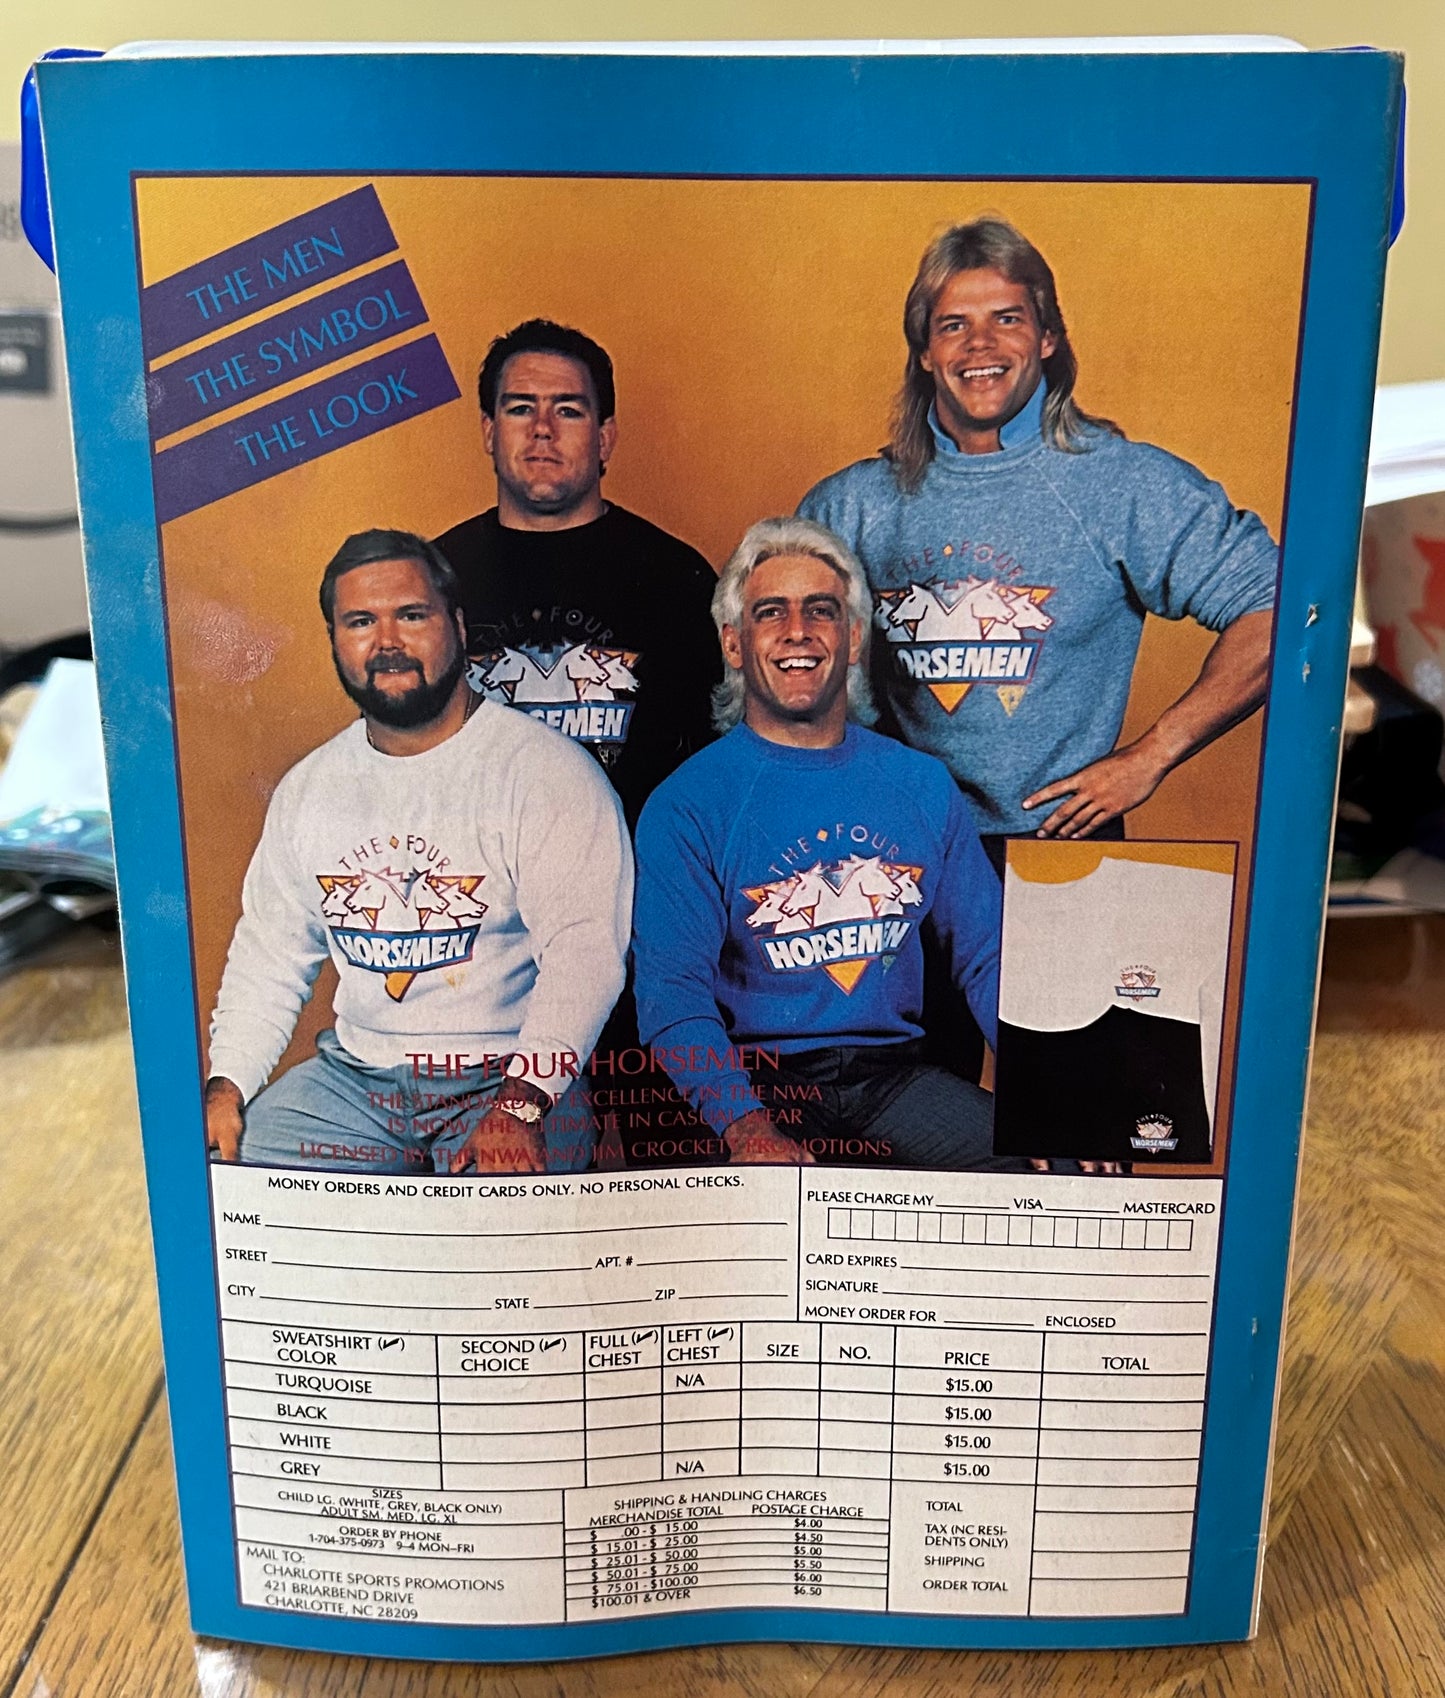 THE MEN
THE SYMBOL
THE LOOK
THE FOUR
HORSEMEN
THE FOUR
SEMEN
THE FOUR
HORSEMEN
THE FOUR
ORSEMEN
THE FOUR
HORSEMEN
THE FOUR
HORSEMEN
THE FOUR HORSEMEN
THE STANDARD OF EXCELLENCE IN THE NWA
IS NOW THE ULTIMATE IN CASUAL WEAR
LICENSED BY THE NWA AND JIM CROCKETT PROMOTIONS
MONEY ORDERS AND CREDIT CARDS ONLY. NO PERSONAL CHECKS.
NAME
STREET APT. #
CITY STATE ZIP
PLEASE CHARGE MY VISA MASTERCARD
CARD EXPIRES
SIGNATURE
MONEY ORDER FOR ENCLOSED
SWEATSHIRT (✓) COLOR SECOND (✓) CHOICE FULL (✓) CHEST LEFT (✓) CHEST SIZE NO. PRICE TOTAL
TURQUOISE N/A $15.00
BLACK $15.00
WHITE $15.00
GREY N/A $15.00
SIZES
CHILD LG. (WHITE, GREY, BLACK ONLY)
ADULT SM, MED, LG, XL
ORDER BY PHONE
1-704-375-0973 9–4 MON–FRI
MAIL TO:
CHARLOTTE SPORTS PROMOTIONS
421 BRIARBEND DRIVE
CHARLOTTE, NC 28209
SHIPPING & HANDLING CHARGES
MERCHANDISE TOTAL POSTAGE CHARGE
$ .00 - $ 15.00 $4.00
$ 15.01 - $ 25.00 $4.50
$ 25.01 - $ 50.00 $5.00
$ 50.01 - $ 75.00 $5.50
$ 75.01 - $100.00 $6.00
$100.01 & OVER $6.50
TOTAL
TAX (NC RESI-
DENTS ONLY)
SHIPPING
ORDER TOTAL